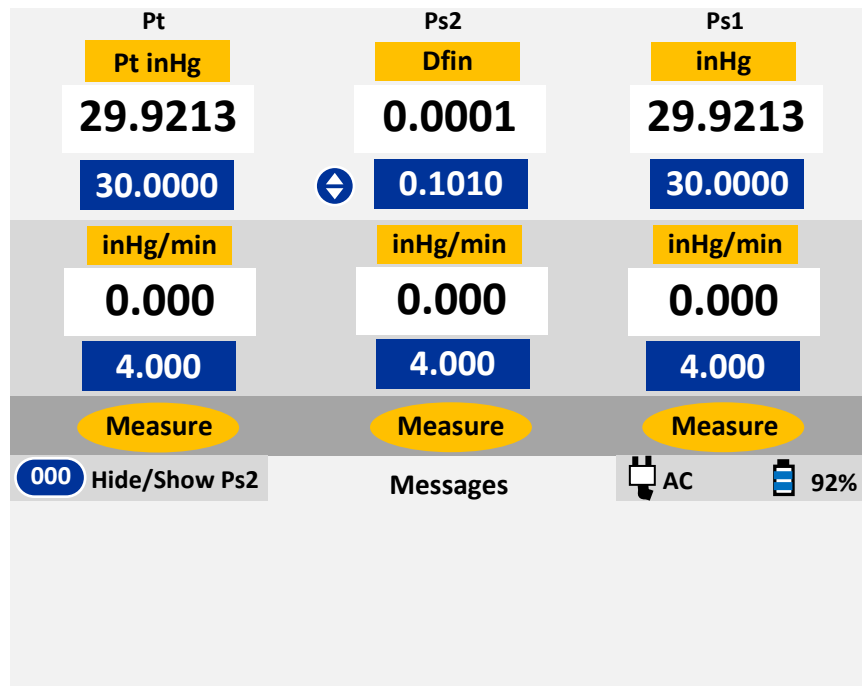 Pt Ps2 Ps1
Pt inHg Dfin inHg
29.9213 0.0001 29.9213
30.0000 0.1010 30.0000
inHg/min inHg/min inHg/min
0.000 0.000 0.000
4.000 4.000 4.000
Measure Measure Measure
000 Hide/Show Ps2 Messages AC 92%